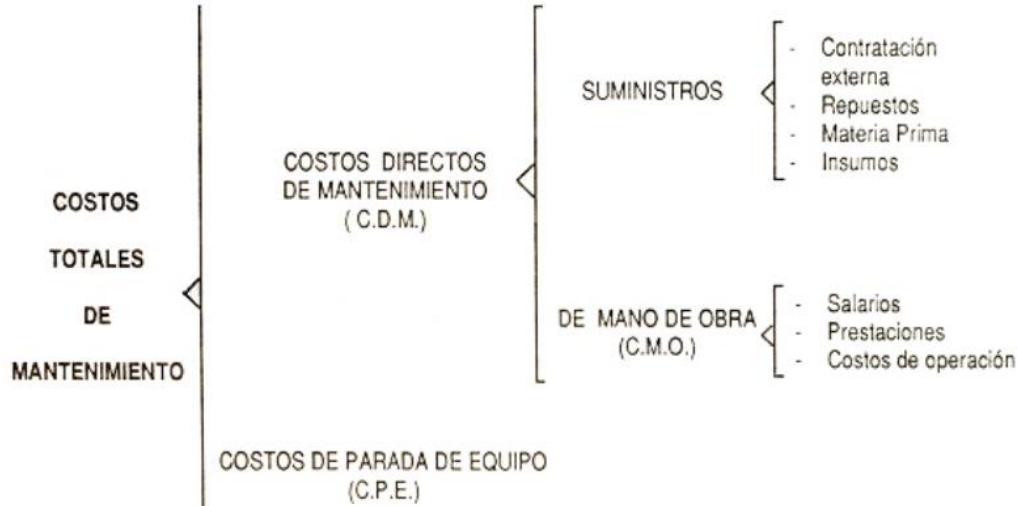 COSTOS
TOTALES
DE
MANTENIMIENTO
COSTOS DIRECTOS
DE MANTENIMIENTO
( C.D.M.)
SUMINISTROS
- Contratación
externa
- Repuestos
- Materia Prima
- Insumos
DE MANO DE OBRA
(C.M.O.)
- Salarios
- Prestaciones
- Costos de operación
COSTOS DE PARADA DE EQUIPO
(C.P.E.)